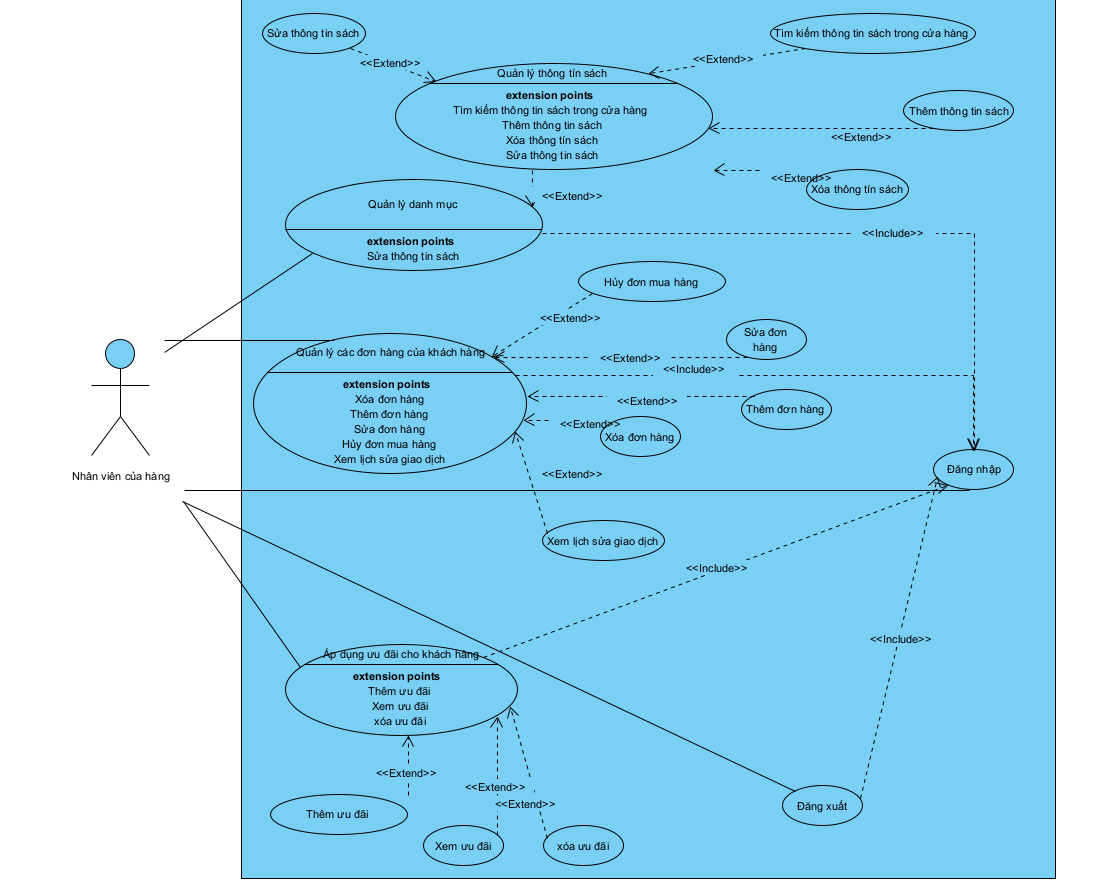 Sửa thông tin sách
Tìm kiếm thông tin sách trong cửa hàng
<<Extend>>
<<Extend>>
Quản lý thông tín sách
extension points
Tìm kiếm thông tin sách trong cửa hàng
Thêm thông tin sách
Xóa thông tín sách
Sửa thông tin sách
Thêm thông tin sách
<<Extend>>
<<Extend>>
Xóa thông tín sách
<<Extend>>
Quản lý danh mục
extension points
Sửa thông tin sách
<<Include>>
Hủy đơn mua hàng
<<Extend>>
Sửa đơn
hàng
Quản lý các đơn hàng của khách hàng
extension points
Xóa đơn hàng
Thêm đơn hàng
Sửa đơn hàng
Hủy đơn mua hàng
Xem lịch sửa giao dịch
<<Extend>>
<<Include>>
<<Extend>>
Thêm đơn hàng
<<Extend>>
Xóa đơn hàng
Nhân viên của hàng
<<Extend>>
Đăng nhập
Xem lịch sửa giao dịch
<<Include>>
<<Include>>
Áp dụng ưu đãi cho khách hàng
extension points
Thêm ưu đãi
Xem ưu đãi
xóa ưu đãi
<<Extend>>
<<Extend>>
<<Extend>>
Thêm ưu đãi
Đăng xuất
Xem ưu đãi
xóa ưu đãi